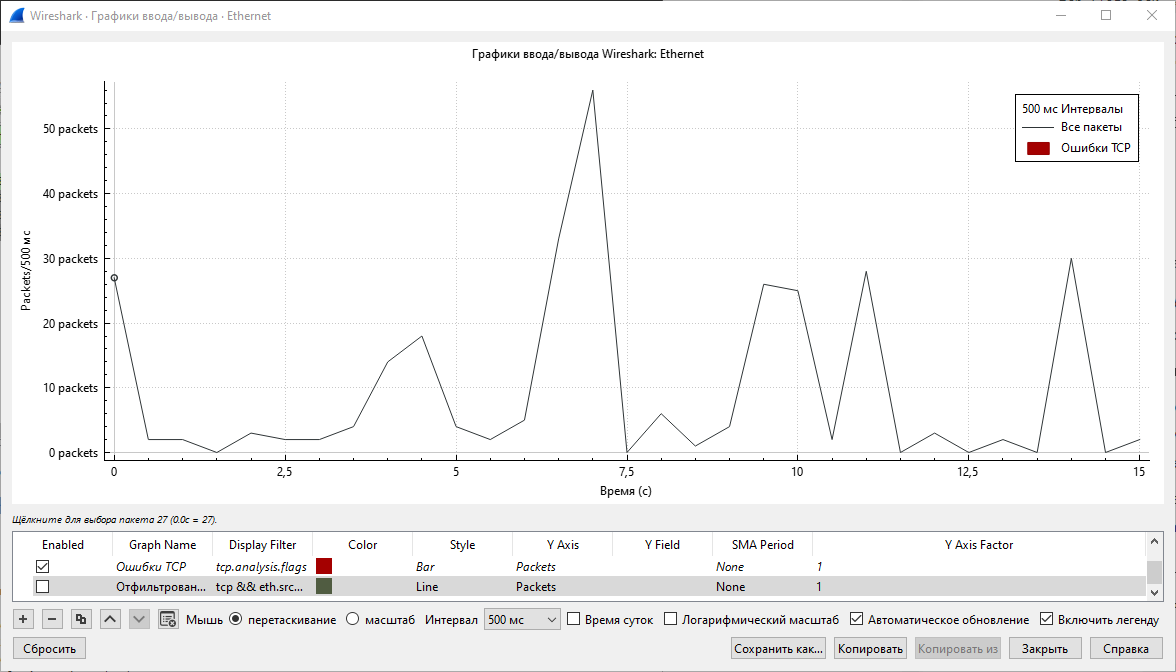 Wireshark · Графики ввода/вывода · Ethernet
Графики ввода/вывода Wireshark: Ethernet
500 мс Интервалы
Все пакеты
Ошибки TCP
50 packets
40 packets
30 packets
20 packets
10 packets
0 packets
Packets/500 мс
0 2,5 5 7,5 10 12,5 15
Время (с)
Щёлкните для выбора пакета 27 (0.0с = 27).
Enabled Graph Name Display Filter Color Style Y Axis Y Field SMA Period Y Axis Factor
Ошибки TCP tcp.analysis.flags Bar Packets None 1
Отфильтрован... tcp && eth.src... Line Packets None 1
Мышь перетаскивание масштаб Интервал 500 мс Время суток Логарифмический масштаб Автоматическое обновление Включить легенду
Сбросить Сохранить как... Копировать Копировать из Закрыть Справка